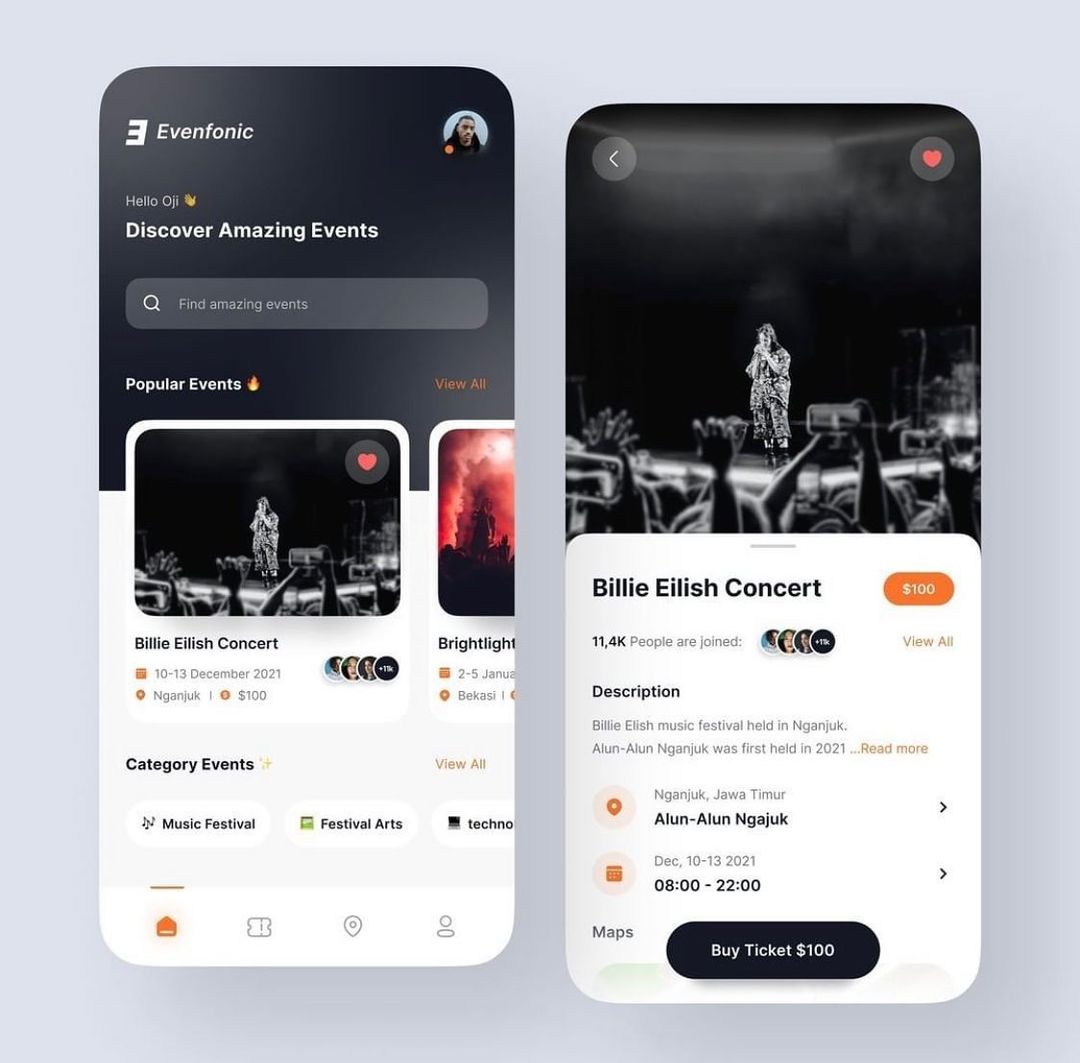 Evenfonic
Hello Oji 👋
Discover Amazing Events
Find amazing events
Popular Events 🔥
View All
Billie Eilish Concert
10-13 December 2021
+11k
Nganjuk | $100
Brightlight
2-5 Janua
Bekasi |
Category Events ✨
View All
Music Festival
Festival Arts
techno
Billie Eilish Concert
$100
11,4K People are joined:
+11k
View All
Description
Billie Elish music festival held in Nganjuk.
Alun-Alun Nganjuk was first held in 2021 ...Read more
Nganjuk, Jawa Timur
Alun-Alun Ngajuk
Dec, 10-13 2021
08:00 - 22:00
Maps
Buy Ticket $100